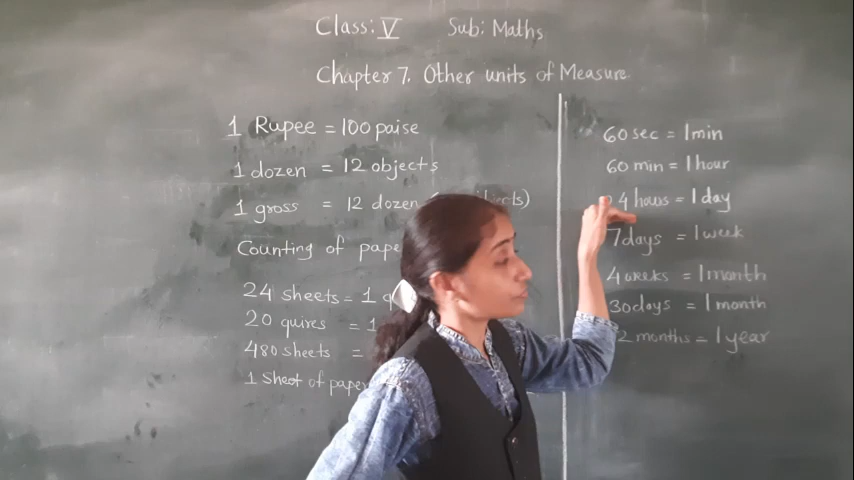 Class: V Sub: Maths
Chapter 7. Other units of Measure.
1 Rupee = 100 paise
1 dozen = 12 objects
1 gross = 12 dozen
Counting of
24 sheets = 1
20 quires = 1
480 sheets =
1 Sheet of paper
60 sec = 1 min
60 min = 1 hour
4 hours = 1 day
7 days = 1 week
4 weeks = 1 month
30 days = 1 month
2 months = 1 year